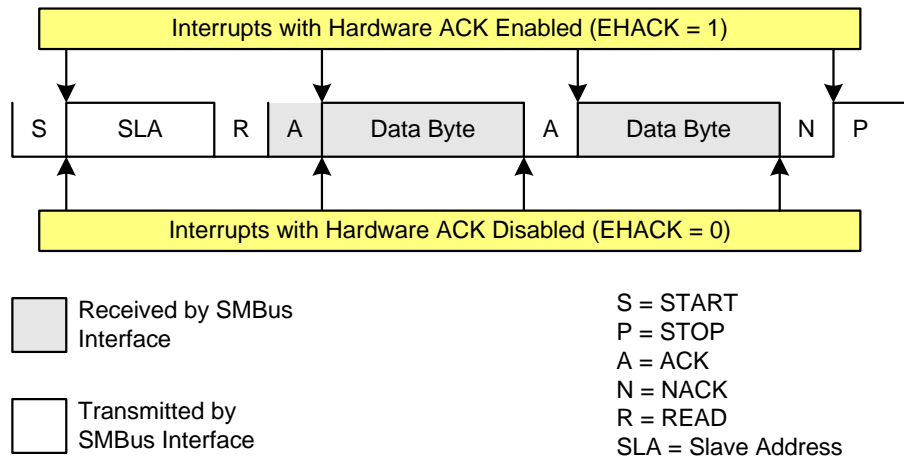 Interrupts with Hardware ACK Enabled (EHACK = 1)
S SLA R A Data Byte A Data Byte N P
Interrupts with Hardware ACK Disabled (EHACK = 0)
Received by SMBus
Interface
Transmitted by
SMBus Interface
S = START
P = STOP
A = ACK
N = NACK
R = READ
SLA = Slave Address